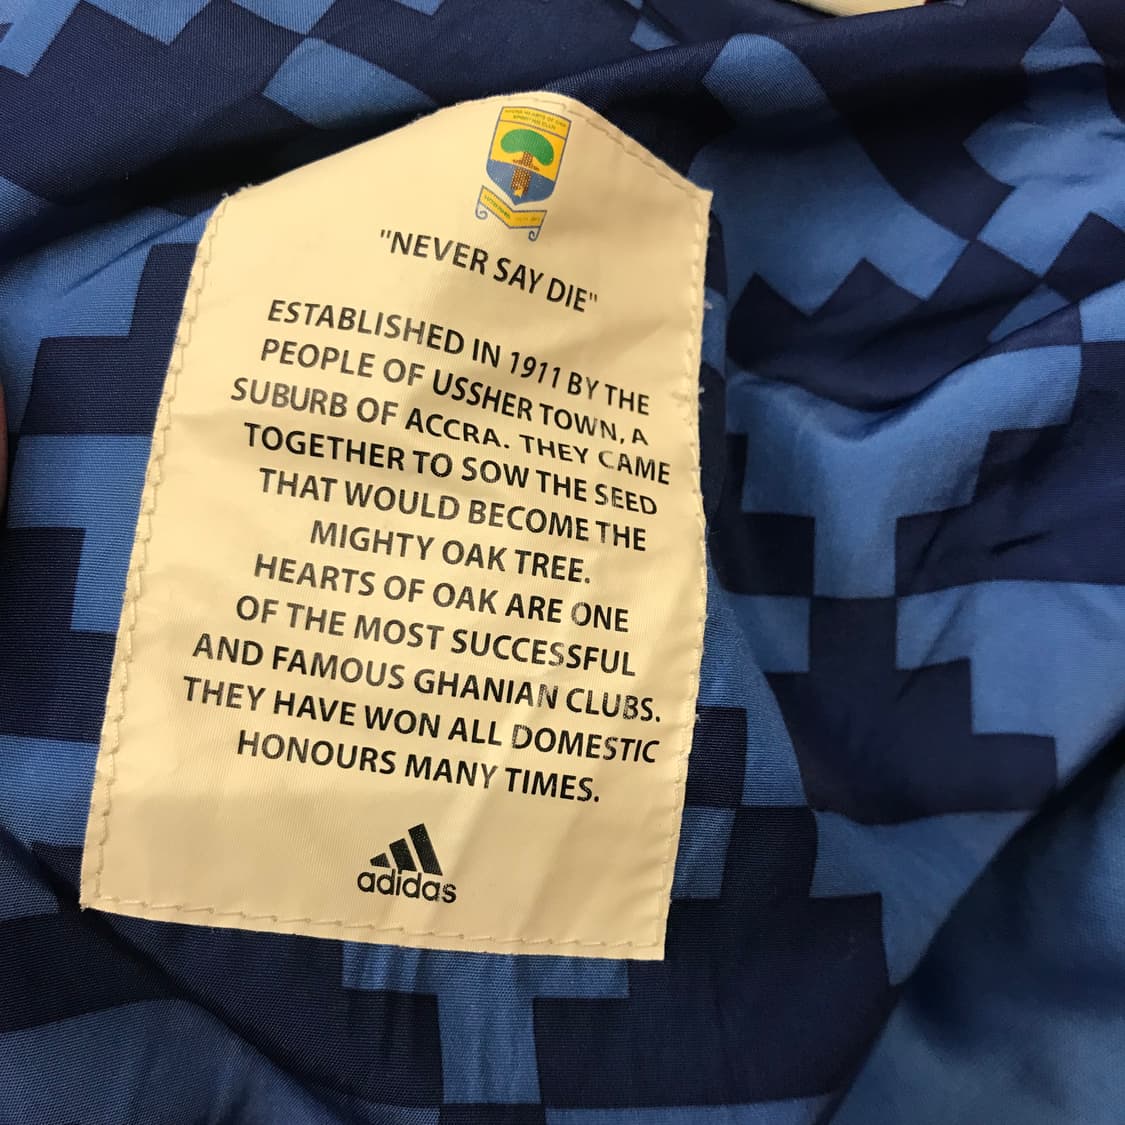 "NEVER SAY DIE"
ESTABLISHED IN 1911 BY THE
PEOPLE OF USSHER TOWN, A
SUBURB OF ACCRA. THEY CAME
TOGETHER TO SOW THE SEED
THAT WOULD BECOME THE
MIGHTY OAK TREE.
HEARTS OF OAK ARE ONE
OF THE MOST SUCCESSFUL
AND FAMOUS GHANIAN CLUBS.
THEY HAVE WON ALL DOMESTIC
HONOURS MANY TIMES.
adidas